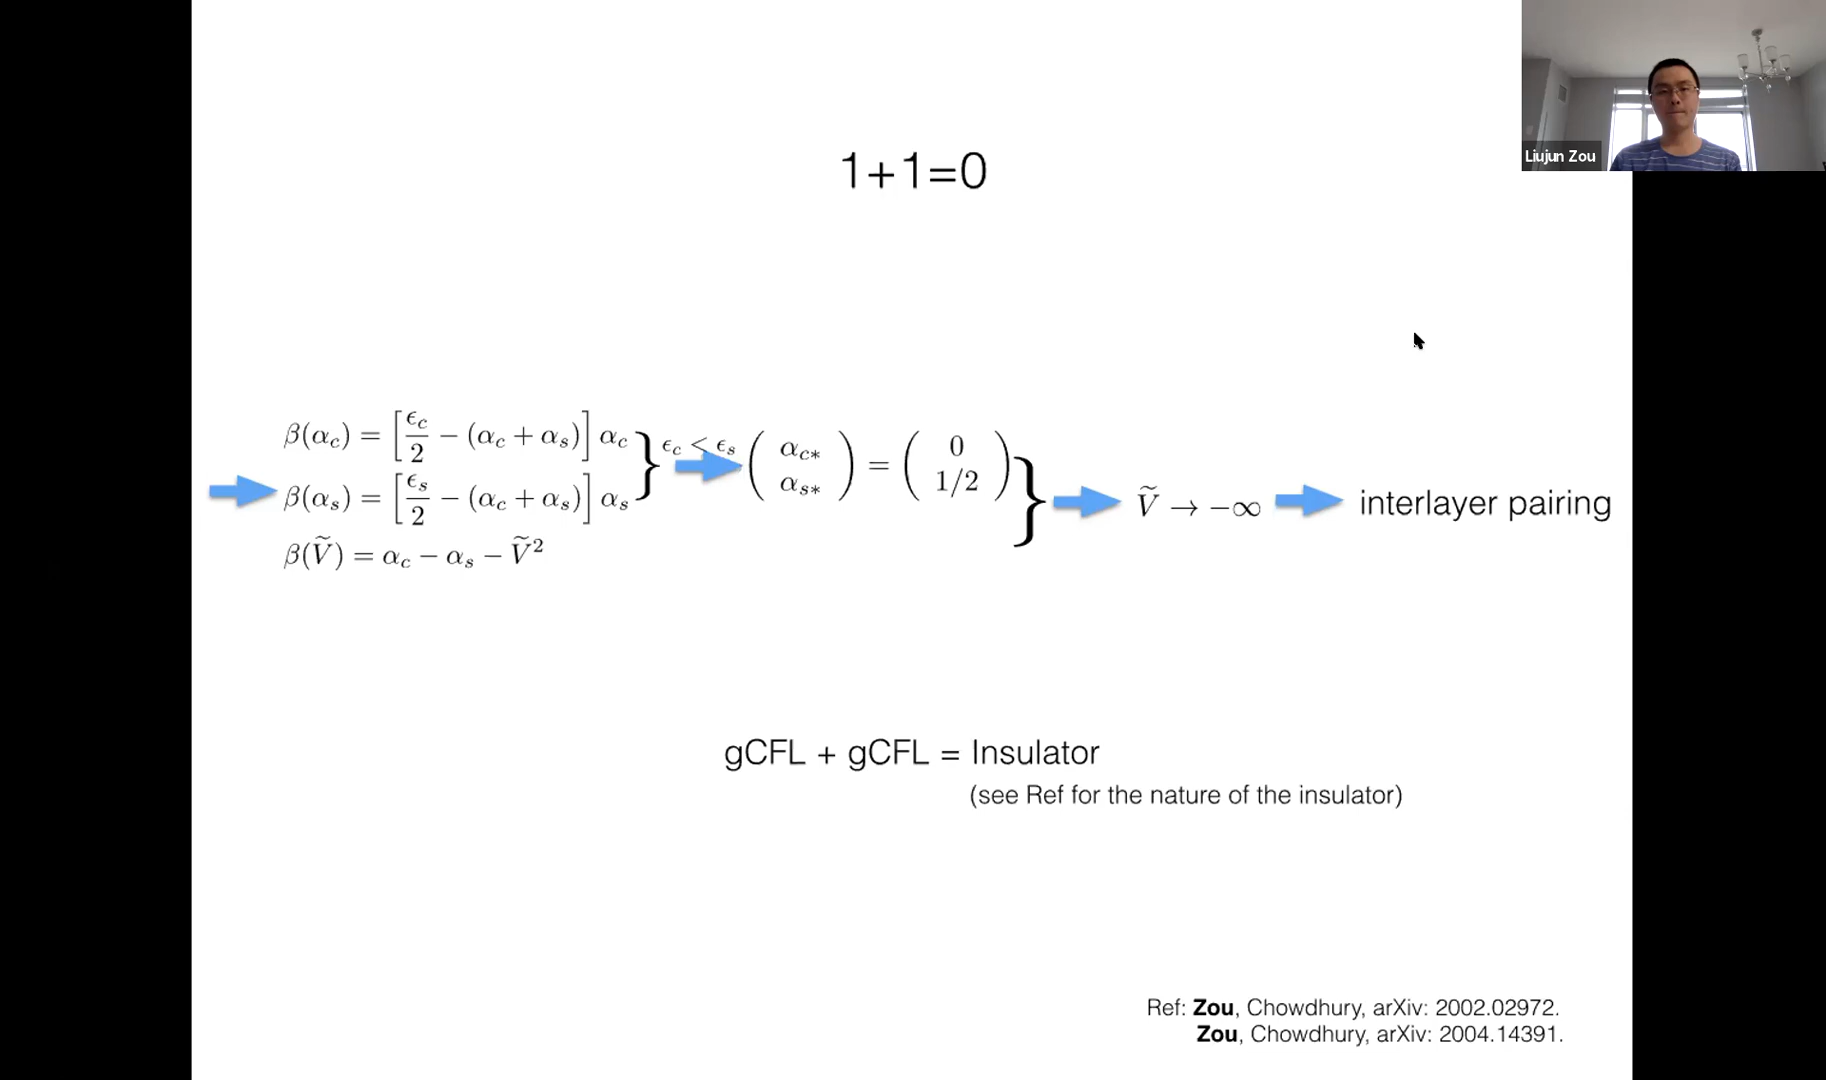 Liujun Zou
1+1=0
β(α_c) = [ε_c/2 − (α_c + α_s)] α_c
β(α_s) = [ε_s/2 − (α_c + α_s)] α_s
β(Ṽ) = α_c − α_s − Ṽ²
ε_c < ε_s
(α_c* α_s*) = (0 1/2)
Ṽ → −∞
interlayer pairing
gCFL + gCFL = Insulator
(see Ref for the nature of the insulator)
Ref: Zou, Chowdhury, arXiv: 2002.02972.
Zou, Chowdhury, arXiv: 2004.14391.